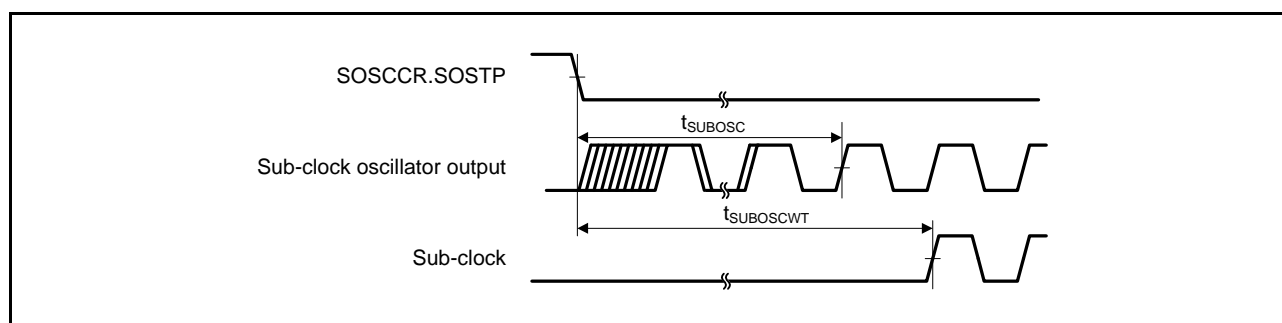 SOSCCR.SOSTP
tSUBOSC
Sub-clock oscillator output
tSUBOSCWT
Sub-clock